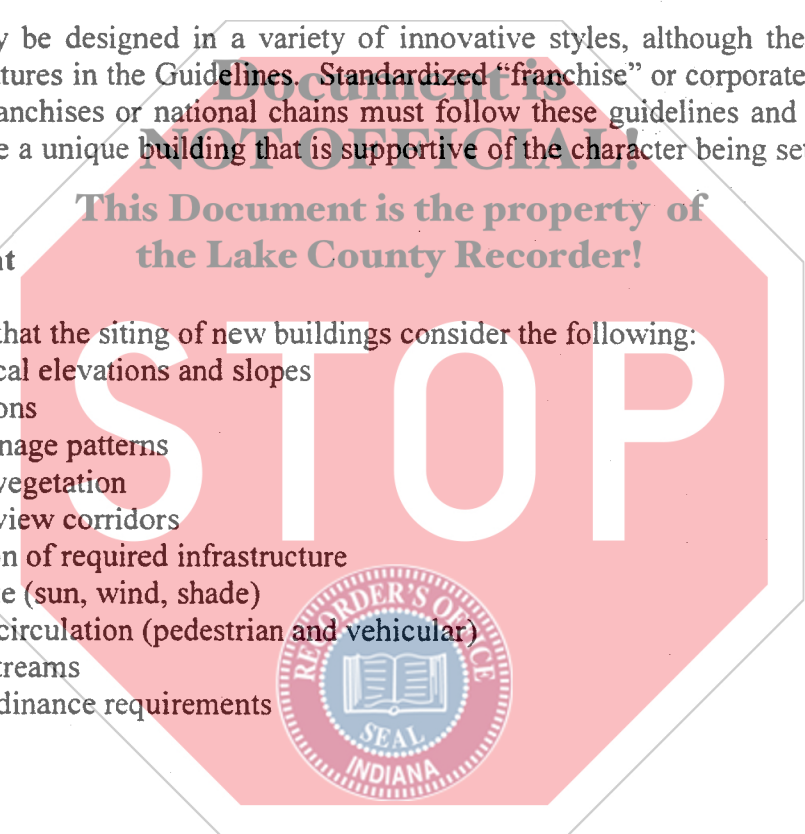 y be designed in a variety of innovative styles, although the
tures in the Guidelines. Standardized “franchise” or corporate
ranchises or national chains must follow these guidelines and
e a unique building that is supportive of the character being se
Document is
NOT OFFICIAL!
This Document is the property of
the Lake County Recorder!
nt
that the siting of new buildings consider the following:
cal elevations and slopes
ons
nage patterns
vegetation
view corridors
on of required infrastructure
e (sun, wind, shade)
circulation (pedestrian and vehicular)
treams
dinance requirements
STOP
RECORDER'S OFFICE
SEAL
INDIANA